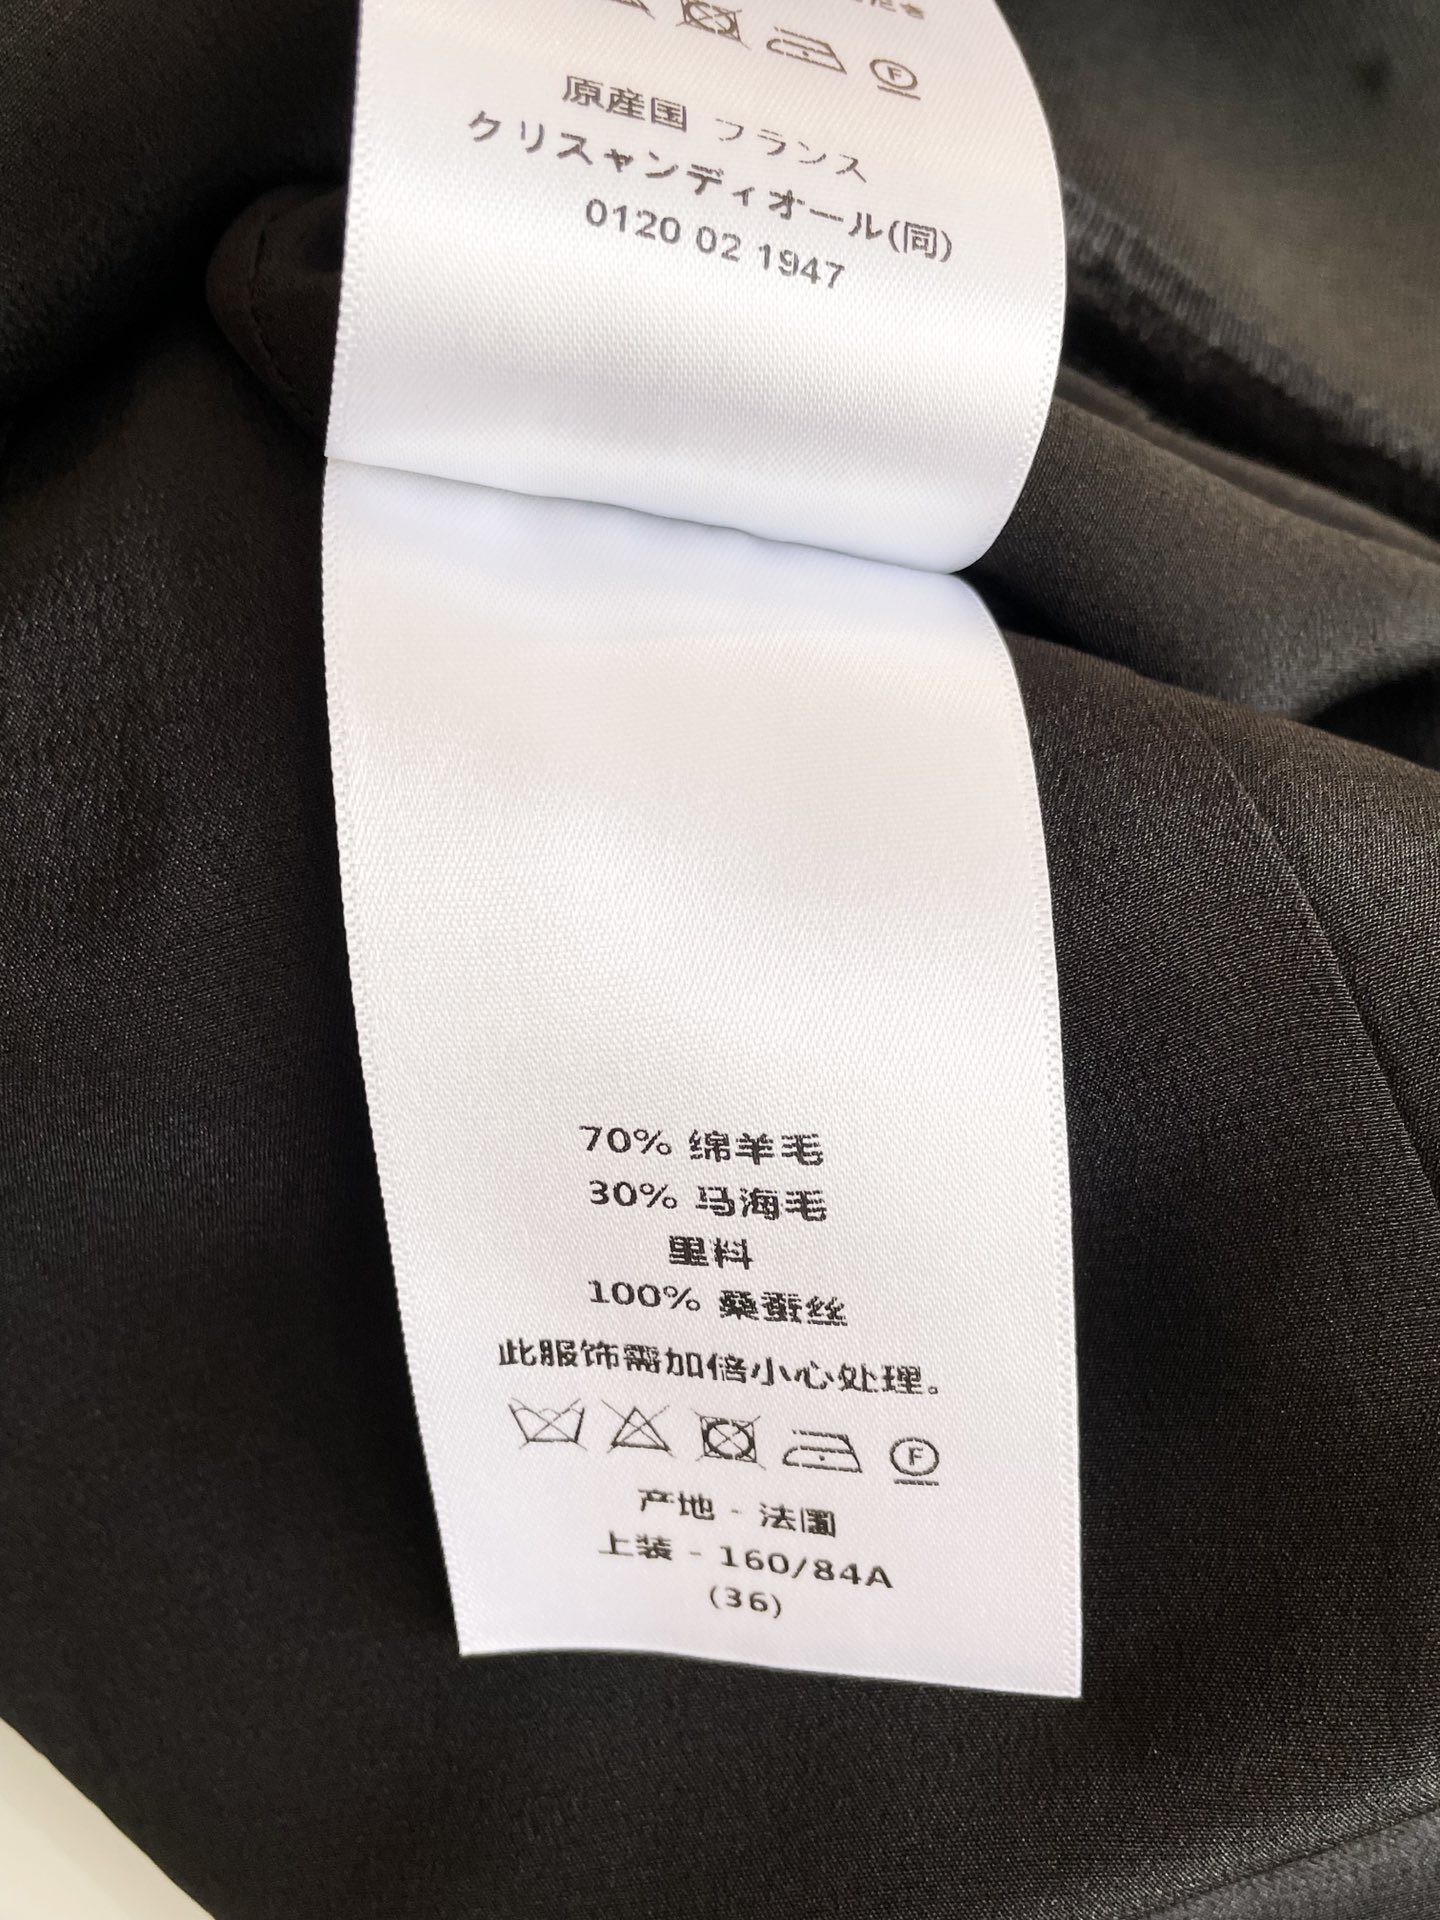 原産国 フランス
クリスャンディオール(同)
0120 02 1947
70% 绵羊毛
30% 马海毛
里料
100% 桑蚕丝
此服饰需加倍小心处理。
F
产地 - 法國
上装 - 160/84A
(36)